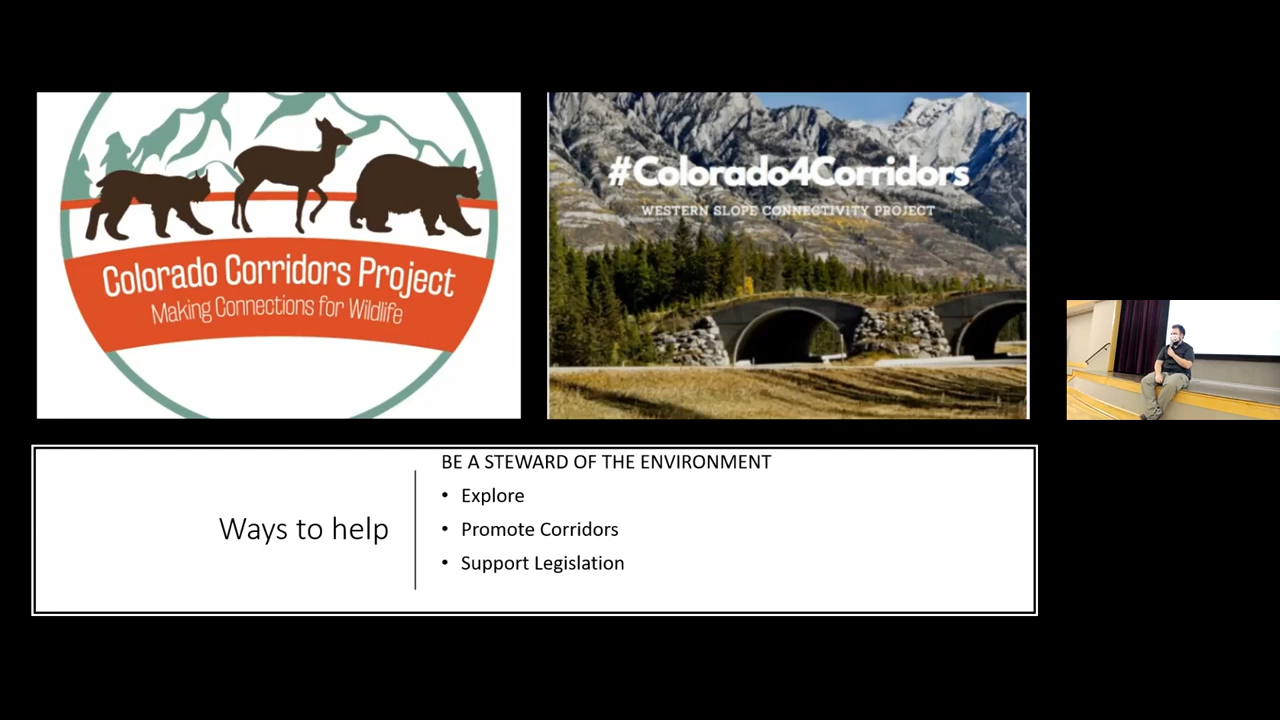 Colorado Corridors Project
Making Connections for Wildlife
#Colorado4Corridors
WESTERN SLOPE CONNECTIVITY PROJECT
Ways to help
BE A STEWARD OF THE ENVIRONMENT
• Explore
• Promote Corridors
• Support Legislation